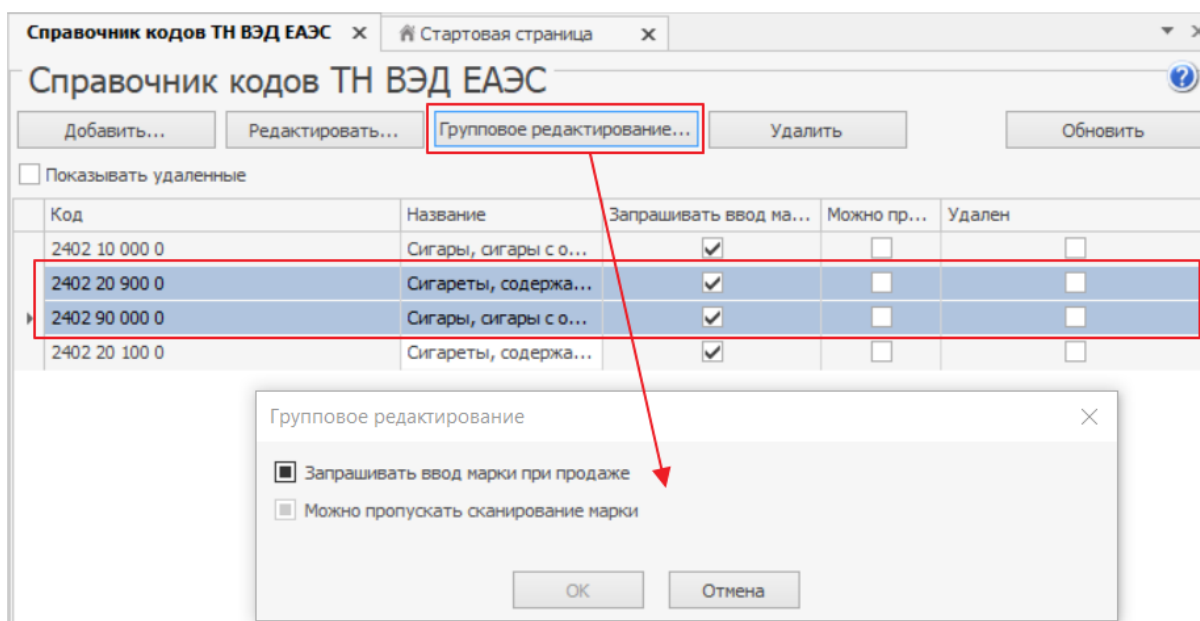 Справочник кодов ТН ВЭД ЕАЭС Стартовая страница
Справочник кодов ТН ВЭД ЕАЭС
Добавить... Редактировать... Групповое редактирование... Удалить Обновить
Показывать удаленные
Код Название Запрашивать ввод ма... Можно пр... Удален
2402 10 000 0 Сигары, сигары с о...
2402 20 900 0 Сигареты, содержа...
2402 90 000 0 Сигары, сигары с о...
2402 20 100 0 Сигареты, содержа...
Групповое редактирование
Запрашивать ввод марки при продаже
Можно пропускать сканирование марки
ОК Отмена